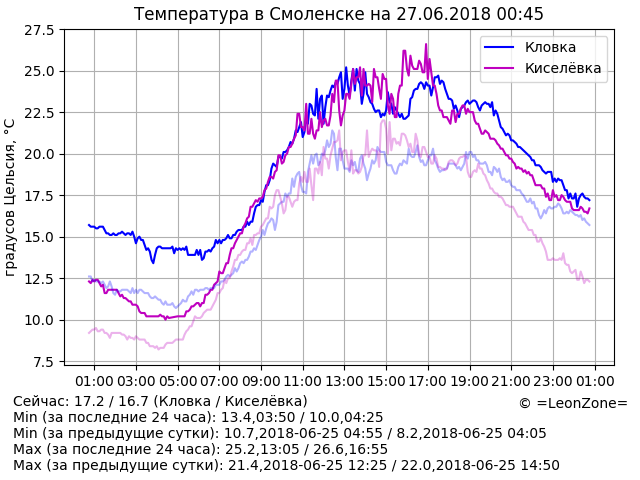 Температура в Смоленске на 27.06.2018 00:45
градусов Цельсия, °C
27.5
25.0
22.5
20.0
17.5
15.0
12.5
10.0
7.5
Кловка
Киселёвка
01:00 03:00 05:00 07:00 09:00 11:00 13:00 15:00 17:00 19:00 21:00 23:00 01:00
Сейчас: 17.2 / 16.7 (Кловка / Киселёвка)
© =LeonZone=
Min (за последние 24 часа): 13.4,03:50 / 10.0,04:25
Min (за предыдущие сутки): 10.7,2018-06-25 04:55 / 8.2,2018-06-25 04:05
Max (за последние 24 часа): 25.2,13:05 / 26.6,16:55
Max (за предыдущие сутки): 21.4,2018-06-25 12:25 / 22.0,2018-06-25 14:50